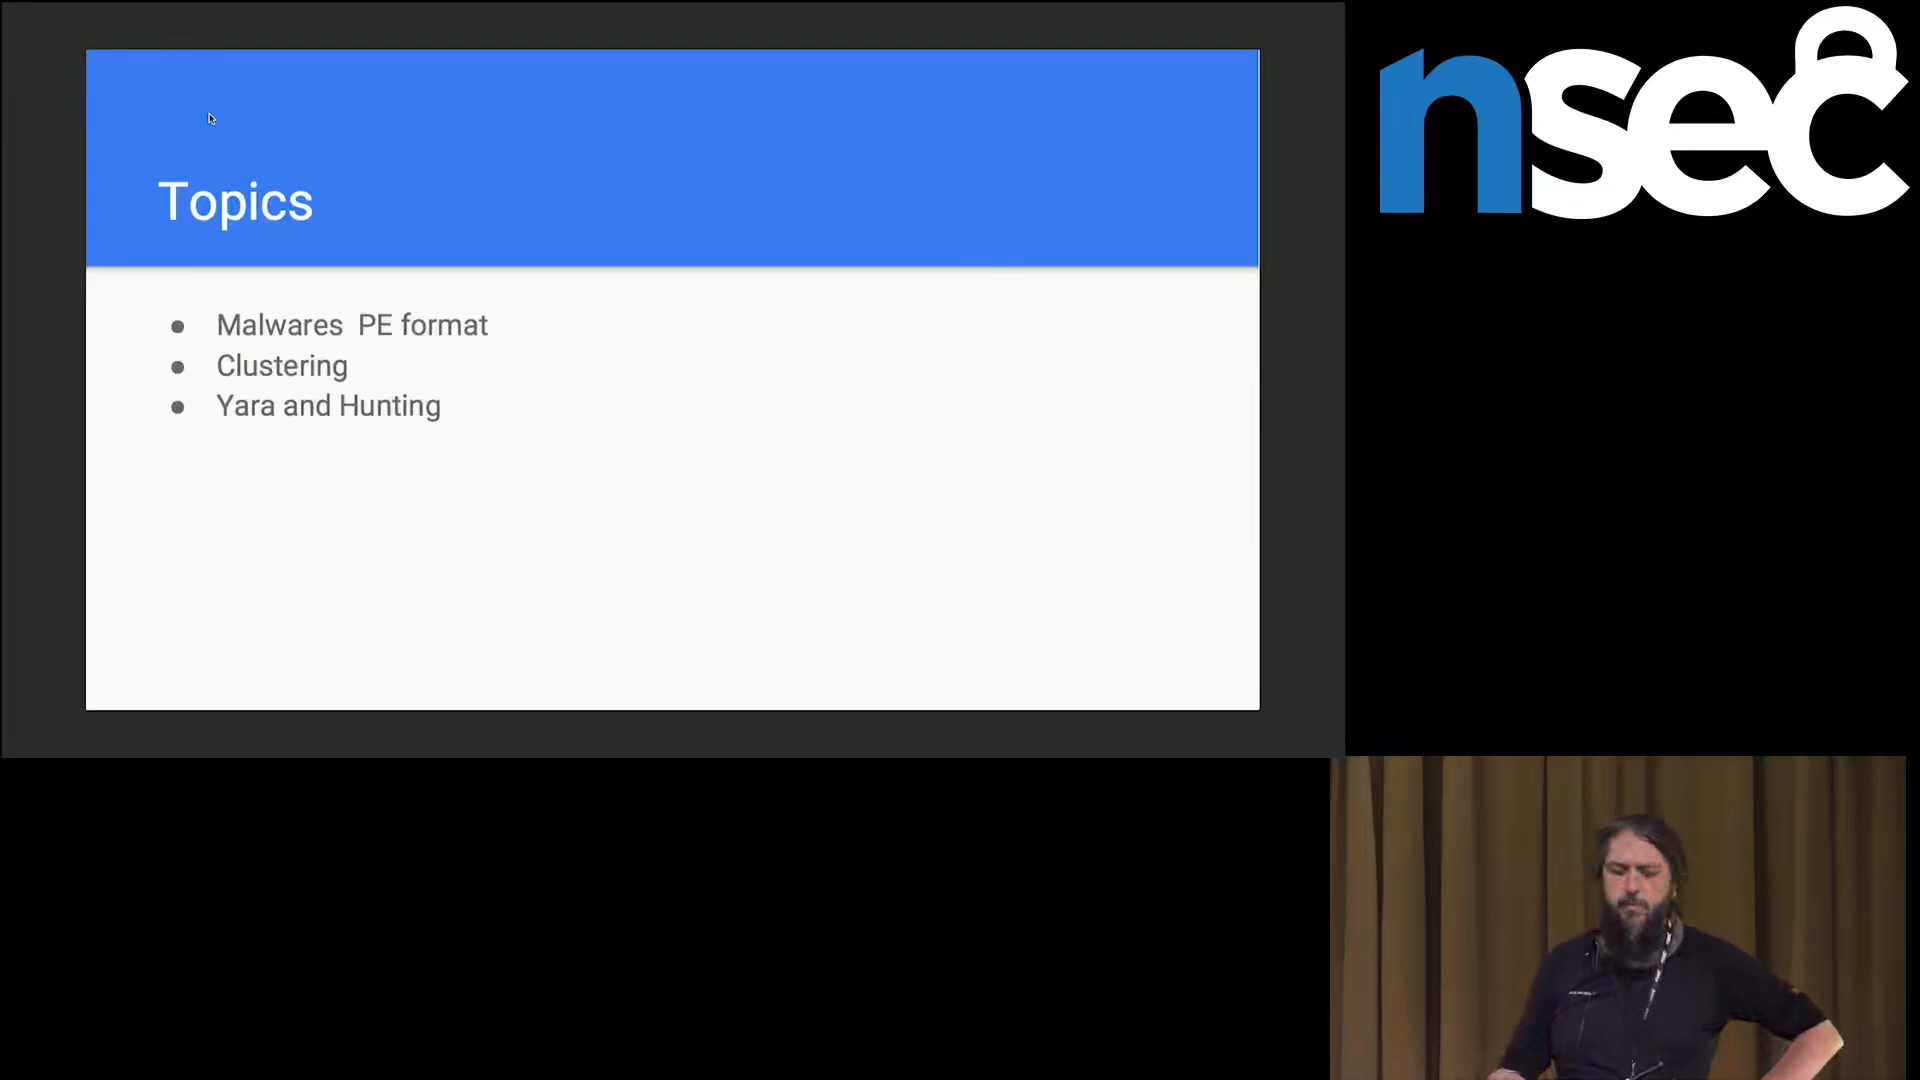 nsec
Topics
Malwares PE format
Clustering
Yara and Hunting